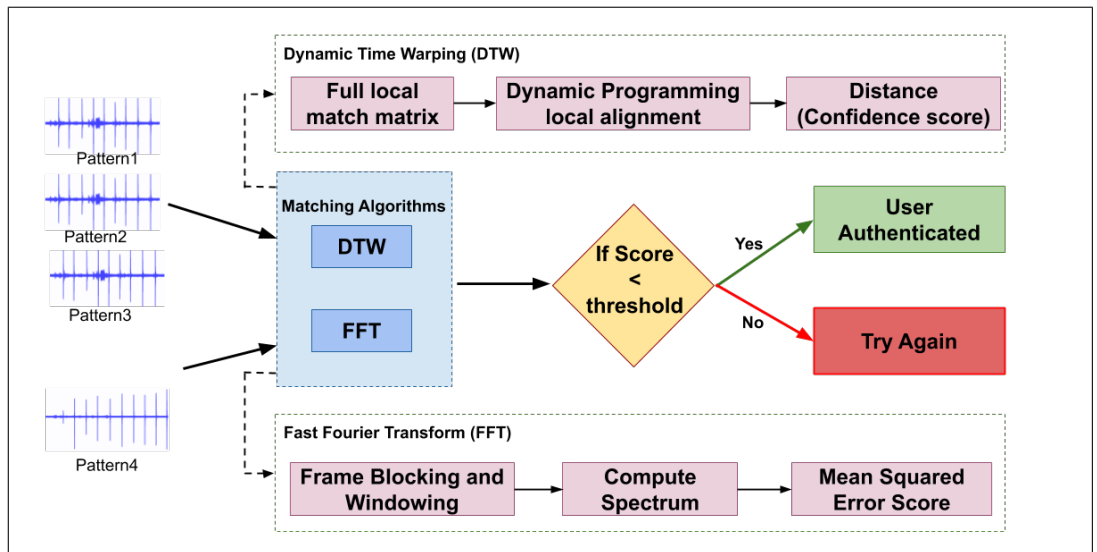 Dynamic Time Warping (DTW)
Full local
match matrix
Dynamic Programming
local alignment
Distance
(Confidence score)
Pattern1
Pattern2
Pattern3
Pattern4
Matching Algorithms
DTW
FFT
If Score
<
threshold
Yes
No
User
Authenticated
Try Again
Fast Fourier Transform (FFT)
Frame Blocking and
Windowing
Compute
Spectrum
Mean Squared
Error Score